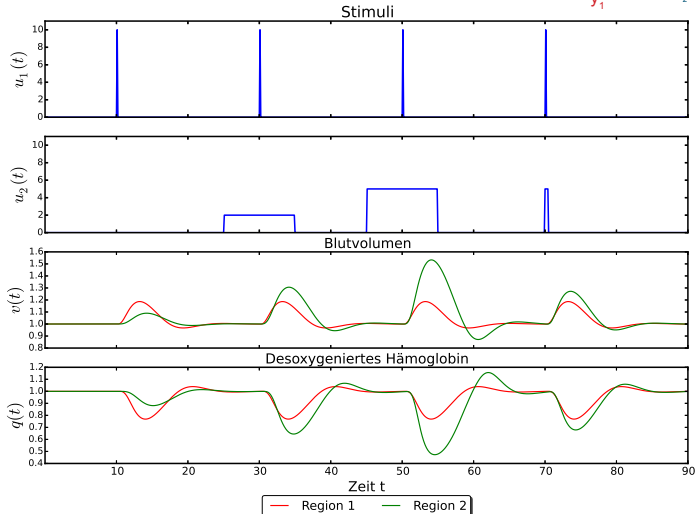 y₁ ₂
Stimuli
u₁(t)
10
8
6
4
2
0
u₂(t)
10
8
6
4
2
0
Blutvolumen
v(t)
1.6
1.5
1.4
1.3
1.2
1.1
1.0
0.9
0.8
Desoxygeniertes Hämoglobin
q(t)
1.2
1.1
1.0
0.9
0.8
0.7
0.6
0.5
0.4
10 20 30 40 50 60 70 80 90
Zeit t
Region 1 Region 2